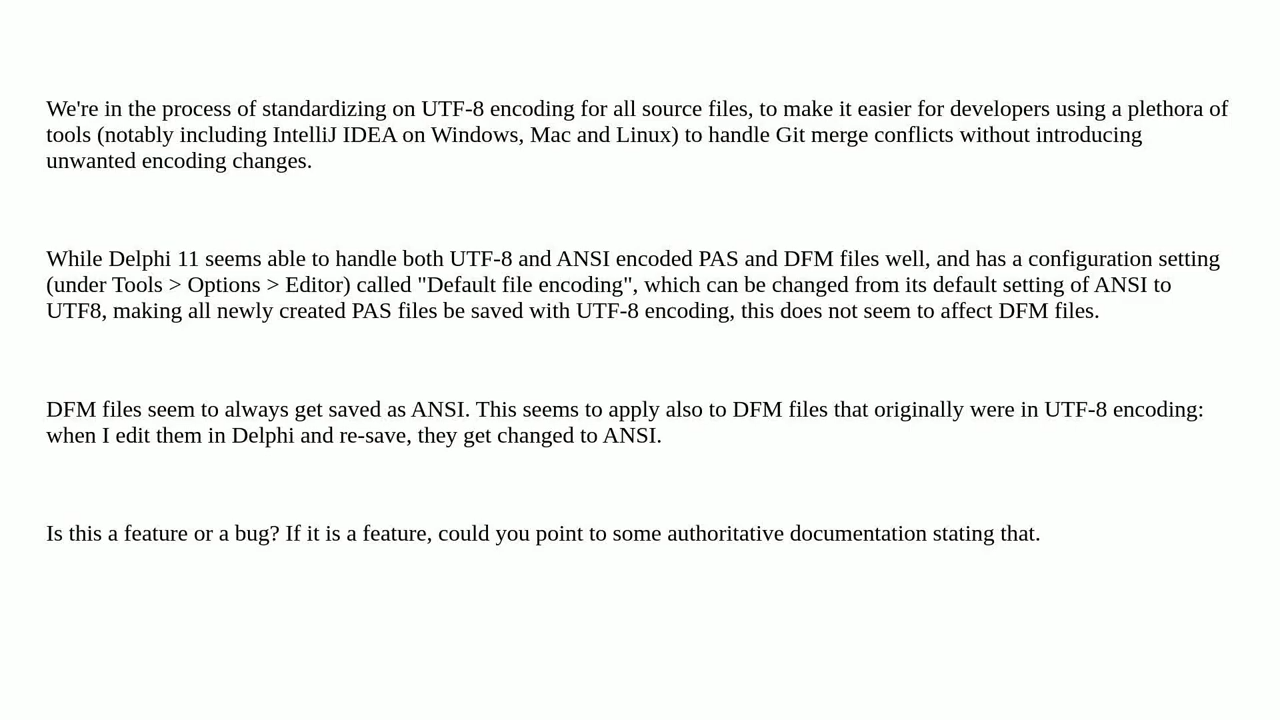 We're in the process of standardizing on UTF-8 encoding for all source files, to make it easier for developers using a plethora of
tools (notably including IntelliJ IDEA on Windows, Mac and Linux) to handle Git merge conflicts without introducing
unwanted encoding changes.
While Delphi 11 seems able to handle both UTF-8 and ANSI encoded PAS and DFM files well, and has a configuration setting
(under Tools > Options > Editor) called "Default file encoding", which can be changed from its default setting of ANSI to
UTF8, making all newly created PAS files be saved with UTF-8 encoding, this does not seem to affect DFM files.
DFM files seem to always get saved as ANSI. This seems to apply also to DFM files that originally were in UTF-8 encoding:
when I edit them in Delphi and re-save, they get changed to ANSI.
Is this a feature or a bug? If it is a feature, could you point to some authoritative documentation stating that.